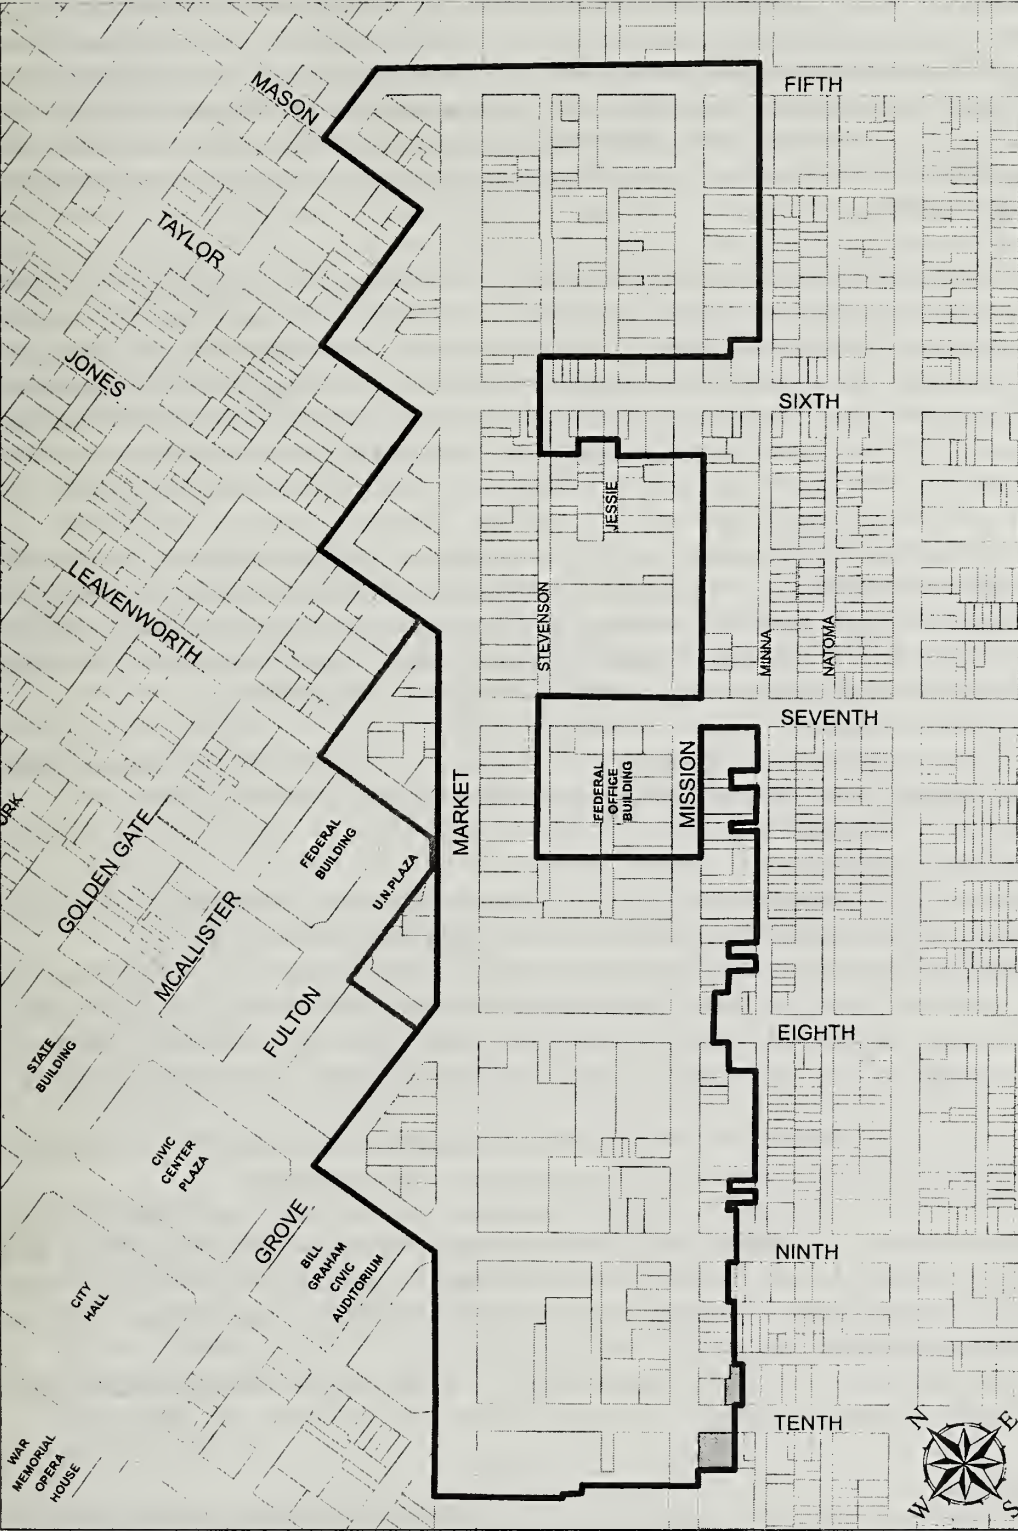 MASON
FIFTH
TAYLOR
JONES
SIXTH
JESSIE
LEAVENWORTH
STEVENSON
MINNA
NATOMA
SEVENTH
MARKET
FEDERAL
OFFICE
BUILDING
MISSION
GOLDEN GATE
FEDERAL
BUILDING
U.N.PLAZA
MCALLISTER
FULTON
EIGHTH
STATE
BUILDING
CIVIC
CENTER
PLAZA
GROVE
BILL
GRAHAM
CIVIC
AUDITORIUM
NINTH
CITY
HALL
TENTH
WAR
MEMORIAL
OPERA
HOUSE
N
E
W
S